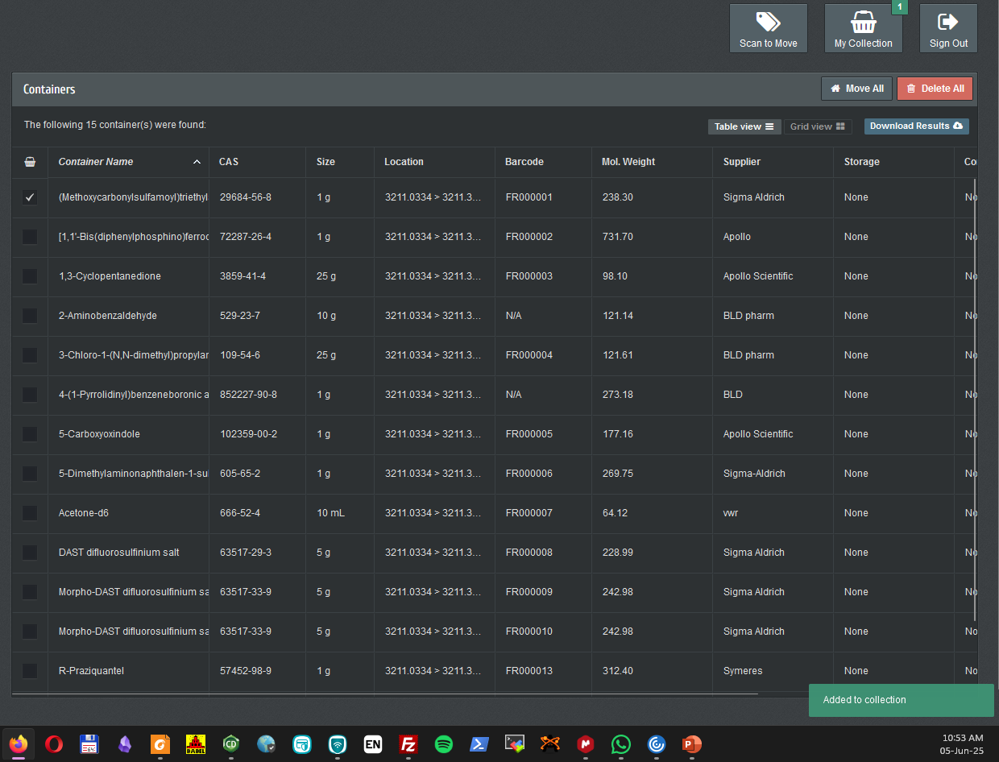 1
Scan to Move My Collection Sign Out
Containers Move All Delete All
The following 15 container(s) were found: Table view Grid view Download Results
Container Name CAS Size Location Barcode Mol. Weight Supplier Storage Co
(Methoxycarbonylsulfamoyl)triethyl 29684-56-8 1 g 3211.0334 > 3211.3... FR000001 238.30 Sigma Aldrich None No
[1,1'-Bis(diphenylphosphino)ferroc 72287-26-4 1 g 3211.0334 > 3211.3... FR000002 731.70 Apollo None No
1,3-Cyclopentanedione 3859-41-4 25 g 3211.0334 > 3211.3... FR000003 98.10 Apollo Scientific None No
2-Aminobenzaldehyde 529-23-7 10 g 3211.0334 > 3211.3... N/A 121.14 BLD pharm None No
3-Chloro-1-(N,N-dimethyl)propylar 109-54-6 25 g 3211.0334 > 3211.3... FR000004 121.61 BLD pharm None No
4-(1-Pyrrolidinyl)benzeneboronic a 852227-90-8 1 g 3211.0334 > 3211.3... N/A 273.18 BLD None No
5-Carboxyoxindole 102359-00-2 1 g 3211.0334 > 3211.3... FR000005 177.16 Apollo Scientific None No
5-Dimethylaminonaphthalen-1-su 605-65-2 1 g 3211.0334 > 3211.3... FR000006 269.75 Sigma-Aldrich None No
Acetone-d6 666-52-4 10 mL 3211.0334 > 3211.3... FR000007 64.12 vwr None No
DAST difluorosulfinium salt 63517-29-3 5 g 3211.0334 > 3211.3... FR000008 228.99 Sigma Aldrich None No
Morpho-DAST difluorosulfinium sa 63517-33-9 5 g 3211.0334 > 3211.3... FR000009 242.98 Sigma Aldrich None No
Morpho-DAST difluorosulfinium sa 63517-33-9 5 g 3211.0334 > 3211.3... FR000010 242.98 Sigma Aldrich None No
R-Praziquantel 57452-98-9 1 g 3211.0334 > 3211.3... FR000013 312.40 Symeres None No
Added to collection
64 BABEL CD EN FZ P
10:53 AM
05-Jun-25